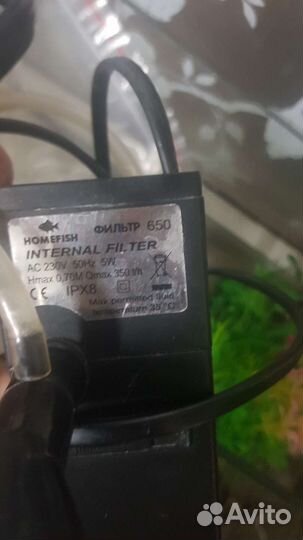 HOMEFISH ФИЛЬТР 650
INTERNAL FILTER
AC 230V 50Hz 5W
Hmax 0,70M Qmax 350 l/h
CE IPX8 Max permitted fluid
temperature 35°C
Avito